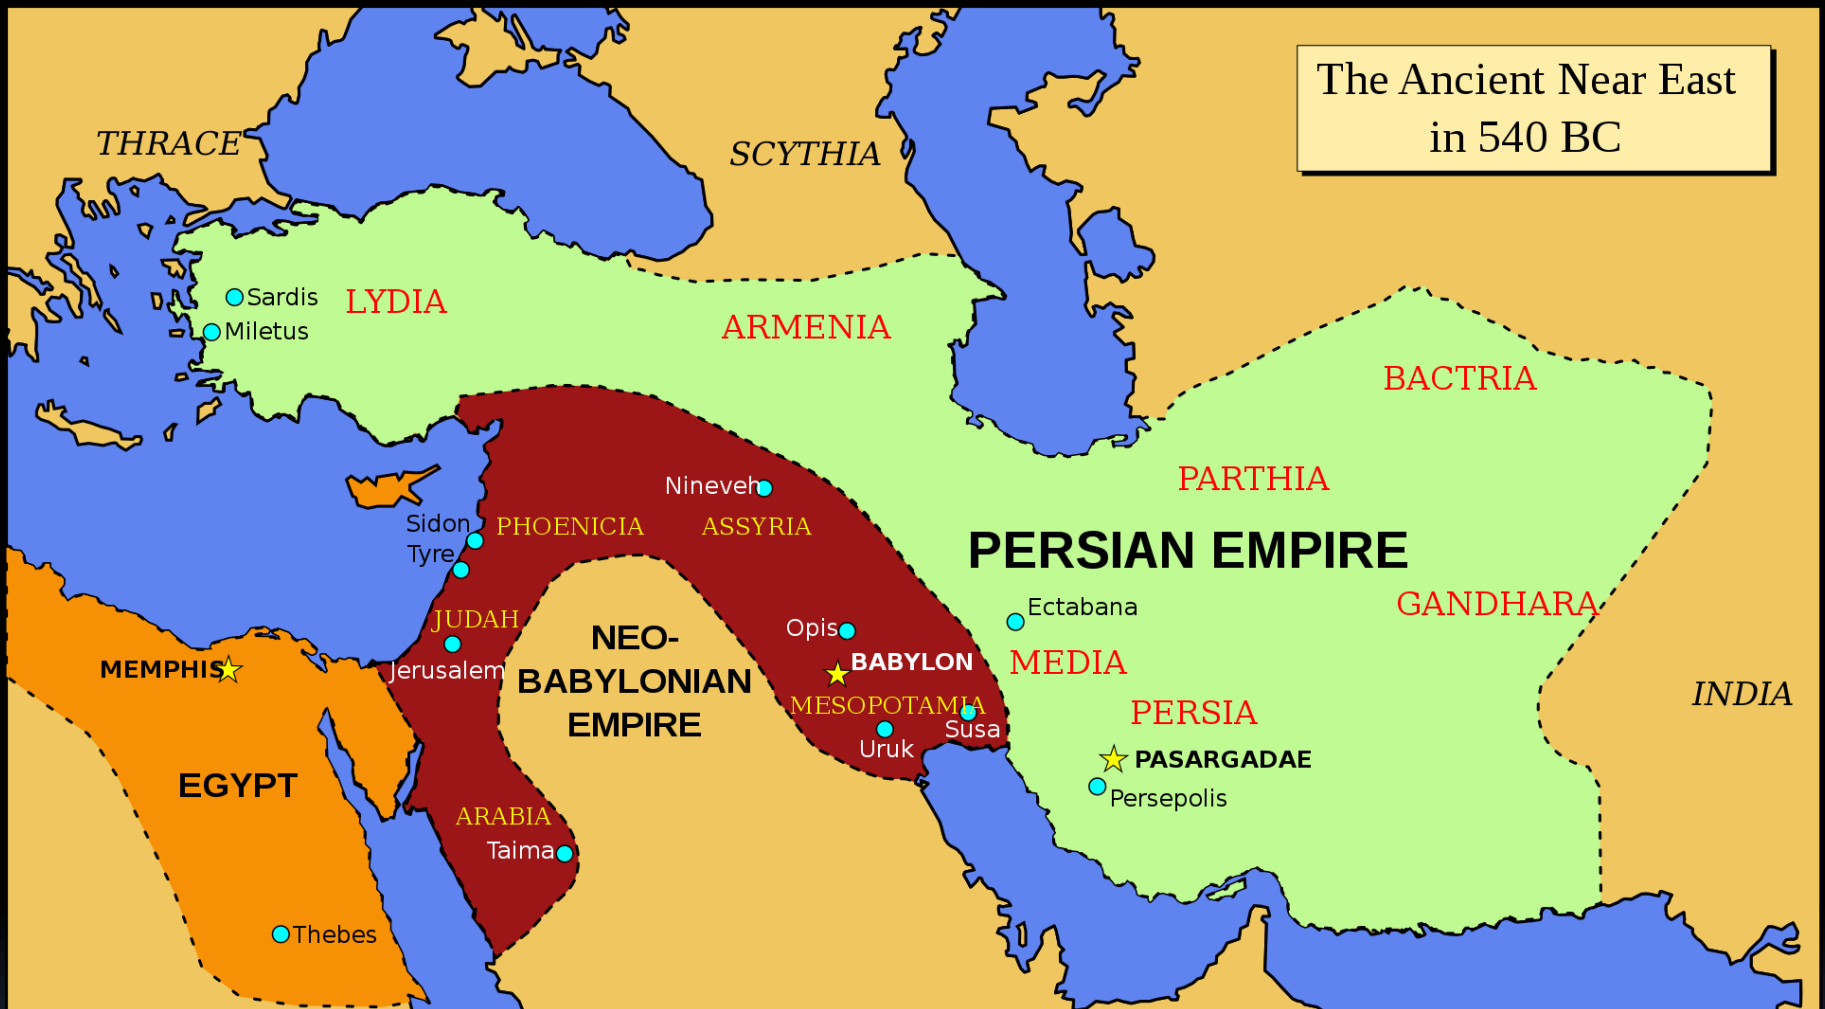 The Ancient Near East
in 540 BC
THRACE
SCYTHIA
Sardis
LYDIA
Miletus
ARMENIA
BACTRIA
PARTHIA
Nineveh
Sidon
PHOENICIA
ASSYRIA
Tyre
PERSIAN EMPIRE
Ectabana
GANDHARA
JUDAH
Opis
NEO-
BABYLONIAN
EMPIRE
MEMPHIS
Jerusalem
BABYLON
MEDIA
INDIA
MESOPOTAMIA
PERSIA
Susa
Uruk
PASARGADAE
EGYPT
Persepolis
ARABIA
Taima
Thebes